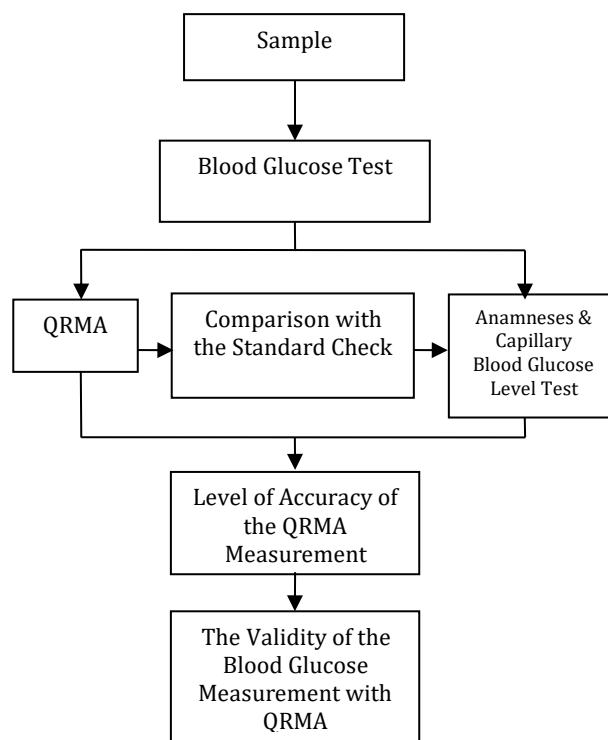 Sample
Blood Glucose Test
QRMA
Comparison with
the Standard Check
Anamneses &
Capillary
Blood Glucose
Level Test
Level of Accuracy of
the QRMA
Measurement
The Validity of the
Blood Glucose
Measurement with
QRMA